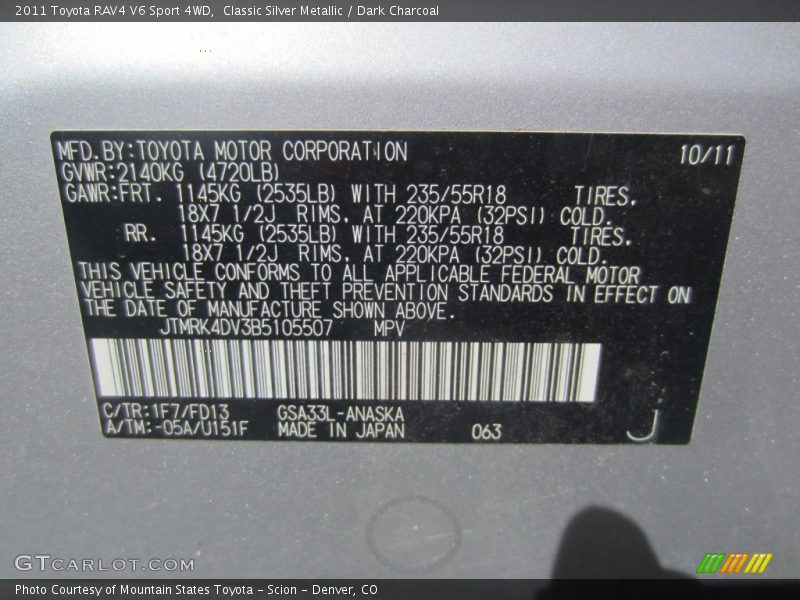 2011 Toyota RAV4 V6 Sport 4WD,  Classic Silver Metallic / Dark Charcoal
MFD.BY:TOYOTA MOTOR CORPORATION 10/11
GVWR:2140KG (4720LB)
GAWR:FRT. 1145KG (2535LB) WITH 235/55R18 TIRES.
18X7 1/2J RIMS. AT 220KPA (32PSI) COLD.
RR. 1145KG (2535LB) WITH 235/55R18 TIRES.
18X7 1/2J RIMS. AT 220KPA (32PSI) COLD.
THIS VEHICLE CONFORMS TO ALL APPLICABLE FEDERAL MOTOR
VEHICLE SAFETY AND THEFT PREVENTION STANDARDS IN EFFECT ON
THE DATE OF MANUFACTURE SHOWN ABOVE.
JTMRK4DV3B5105507 MPV
C/TR:1F7/FD13 GSA33L-ANASKA
A/TM:-05A/U151F MADE IN JAPAN 063 J
GTCARLOT.COM
Photo Courtesy of Mountain States Toyota - Scion - Denver, CO